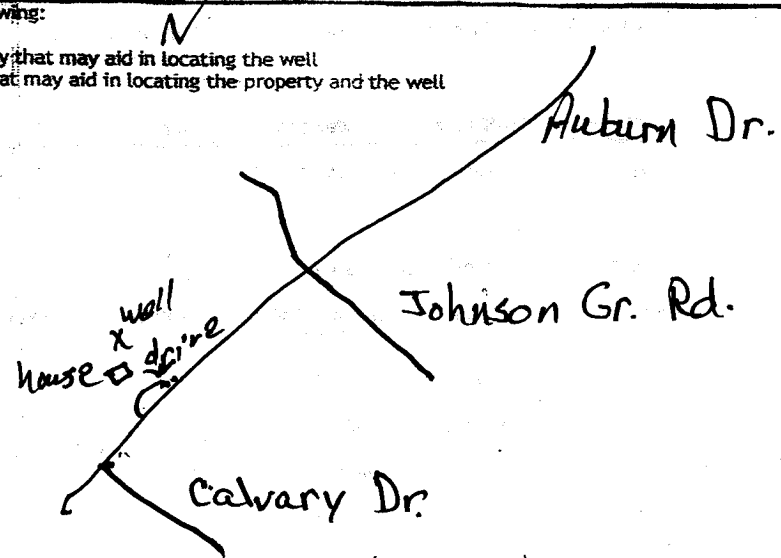 wing:
N
y that may aid in locating the well
at may aid in locating the property and the well
Auburn Dr.
Johnson Gr. Rd.
well
x
drive
house
Calvary Dr.